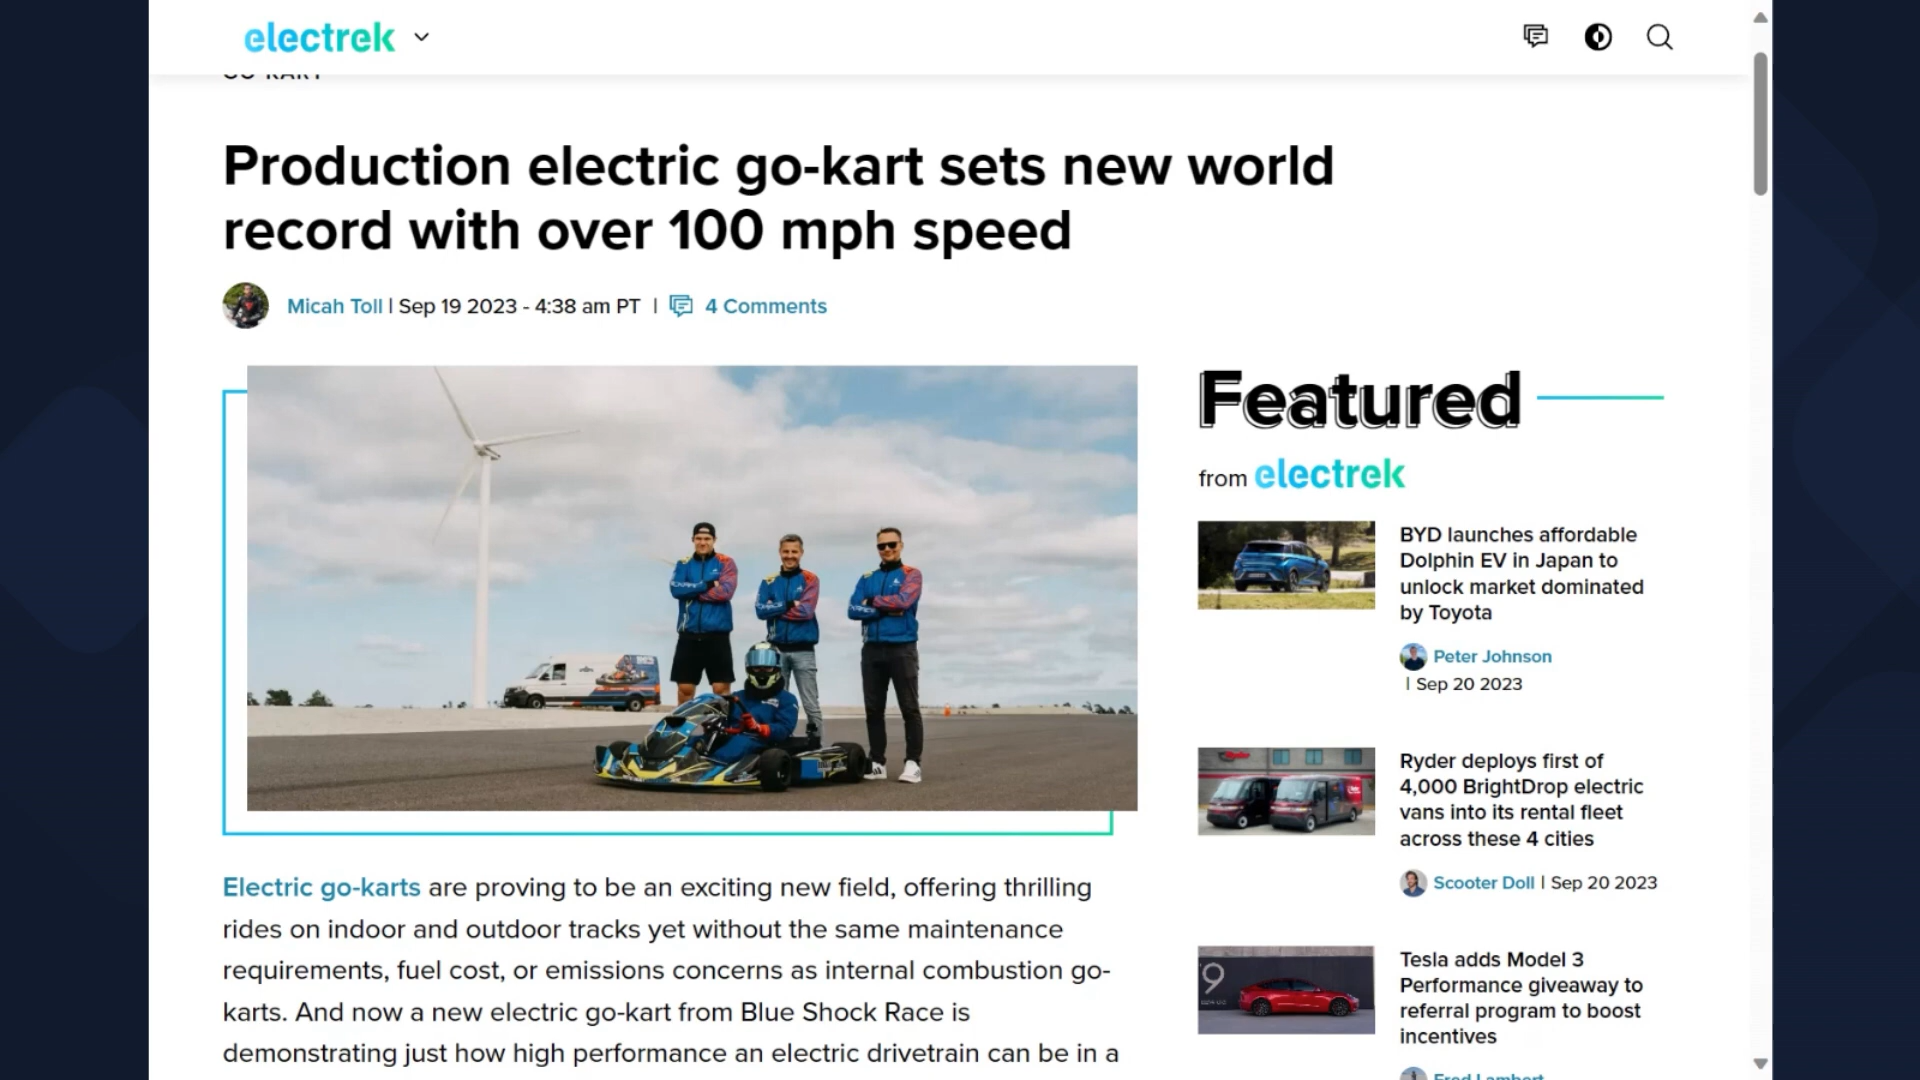 electrek
Production electric go-kart sets new world
record with over 100 mph speed
Micah Toll | Sep 19 2023 - 4:38 am PT | 4 Comments
Featured
from electrek
BYD launches affordable
Dolphin EV in Japan to
unlock market dominated
by Toyota
Peter Johnson
| Sep 20 2023
Ryder deploys first of
4,000 BrightDrop electric
vans into its rental fleet
across these 4 cities
Scooter Doll | Sep 20 2023
Tesla adds Model 3
Performance giveaway to
referral program to boost
incentives
Fred Lambert
Electric go-karts are proving to be an exciting new field, offering thrilling
rides on indoor and outdoor tracks yet without the same maintenance
requirements, fuel cost, or emissions concerns as internal combustion go-
karts. And now a new electric go-kart from Blue Shock Race is
demonstrating just how high performance an electric drivetrain can be in a